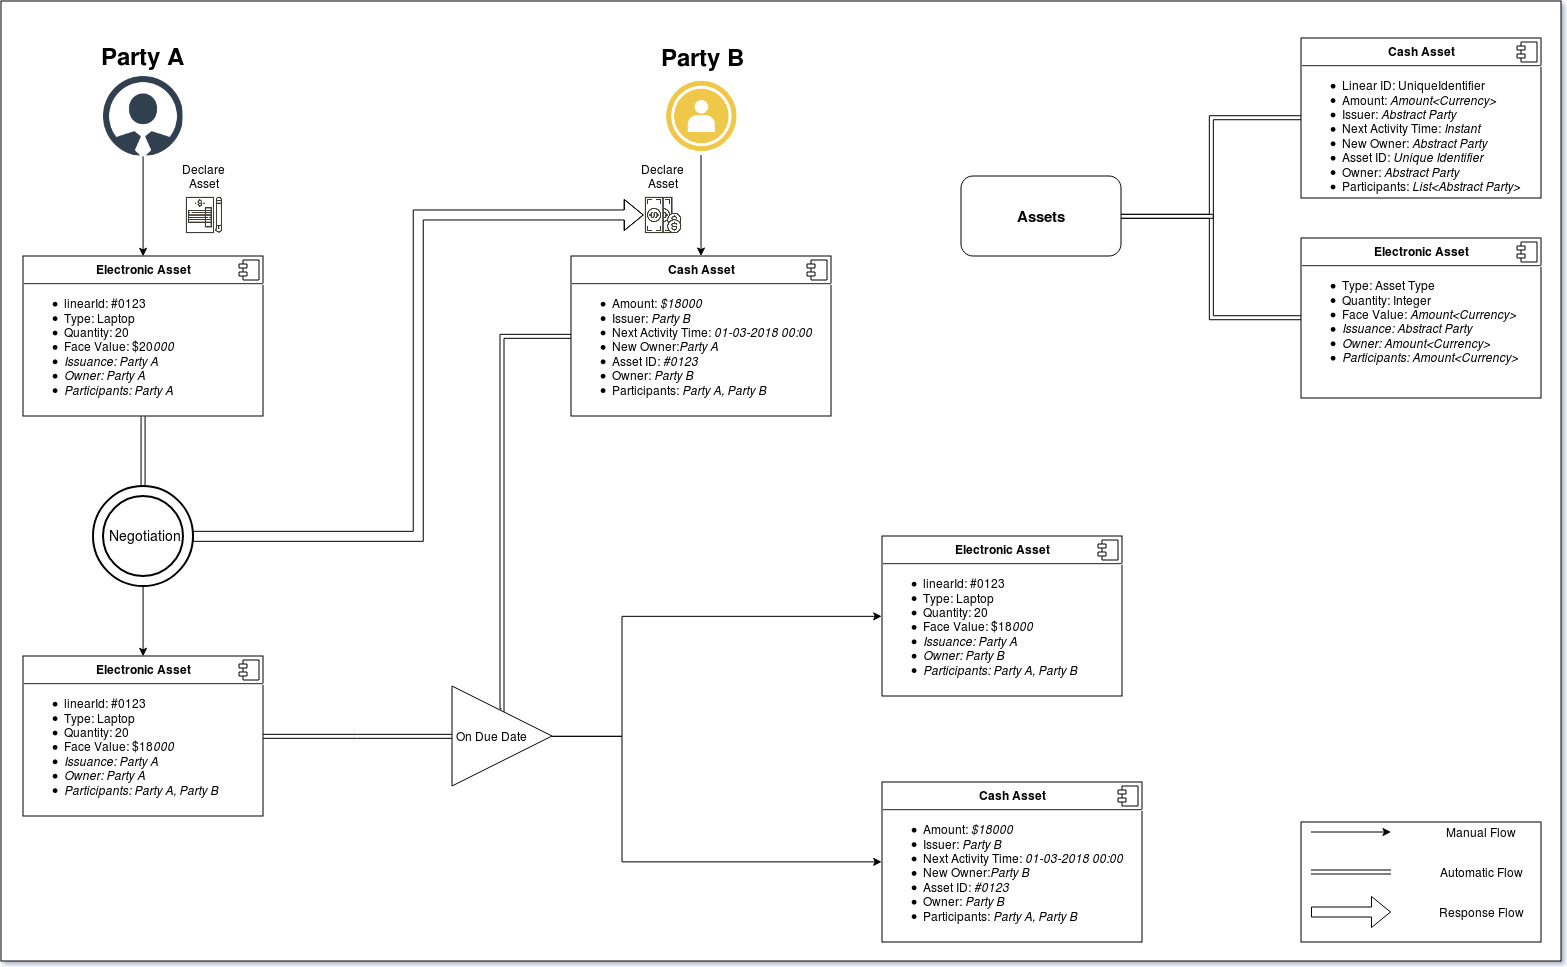 Party A
Declare
Asset
Electronic Asset
linearId: #0123
Type: Laptop
Quantity: 20
Face Value: $20000
Issuance: Party A
Owner: Party A
Participants: Party A
Negotiation
Electronic Asset
linearId: #0123
Type: Laptop
Quantity: 20
Face Value: $18000
Issuance: Party A
Owner: Party A
Participants: Party A, Party B
Party B
Declare
Asset
Cash Asset
Amount: $18000
Issuer: Party B
Next Activity Time: 01-03-2018 00:00
New Owner:Party A
Asset ID: #0123
Owner: Party B
Participants: Party A, Party B
On Due Date
Electronic Asset
linearId: #0123
Type: Laptop
Quantity: 20
Face Value: $18000
Issuance: Party A
Owner: Party B
Participants: Party A, Party B
Cash Asset
Amount: $18000
Issuer: Party B
Next Activity Time: 01-03-2018 00:00
New Owner:Party B
Asset ID: #0123
Owner: Party B
Participants: Party A, Party B
Assets
Cash Asset
Linear ID: UniqueIdentifier
Amount: Amount<Currency>
Issuer: Abstract Party
Next Activity Time: Instant
New Owner: Abstract Party
Asset ID: Unique Identifier
Owner: Abstract Party
Participants: List<Abstract Party>
Electronic Asset
Type: Asset Type
Quantity: Integer
Face Value: Amount<Currency>
Issuance: Abstract Party
Owner: Amount<Currency>
Participants: Amount<Currency>
Manual Flow
Automatic Flow
Response Flow